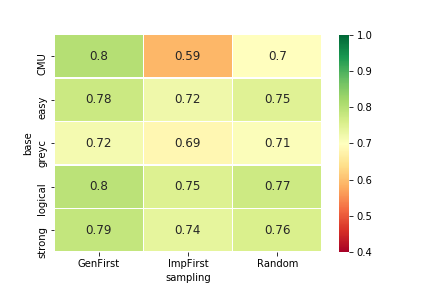 CMU 0.8 0.59 0.7
easy 0.78 0.72 0.75
greyc 0.72 0.69 0.71
logical 0.8 0.75 0.77
strong 0.79 0.74 0.76
base
GenFirst ImpFirst Random
sampling
1.0
0.9
0.8
0.7
0.6
0.5
0.4